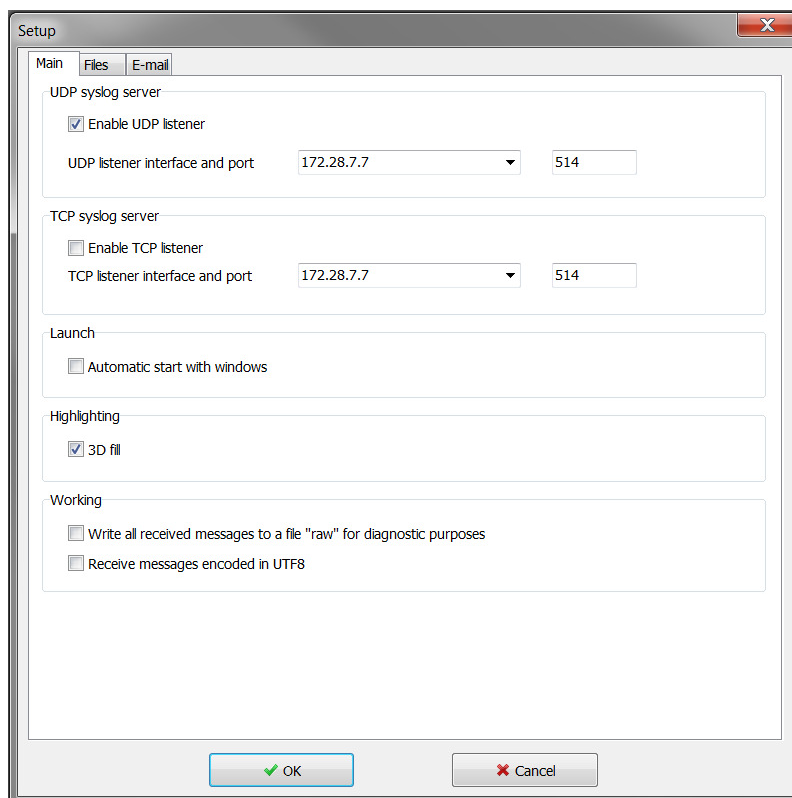 Setup
Main Files E-mail
UDP syslog server
Enable UDP listener
UDP listener interface and port 172.28.7.7 514
TCP syslog server
Enable TCP listener
TCP listener interface and port 172.28.7.7 514
Launch
Automatic start with windows
Highlighting
3D fill
Working
Write all received messages to a file "raw" for diagnostic purposes
Receive messages encoded in UTF8
OK Cancel